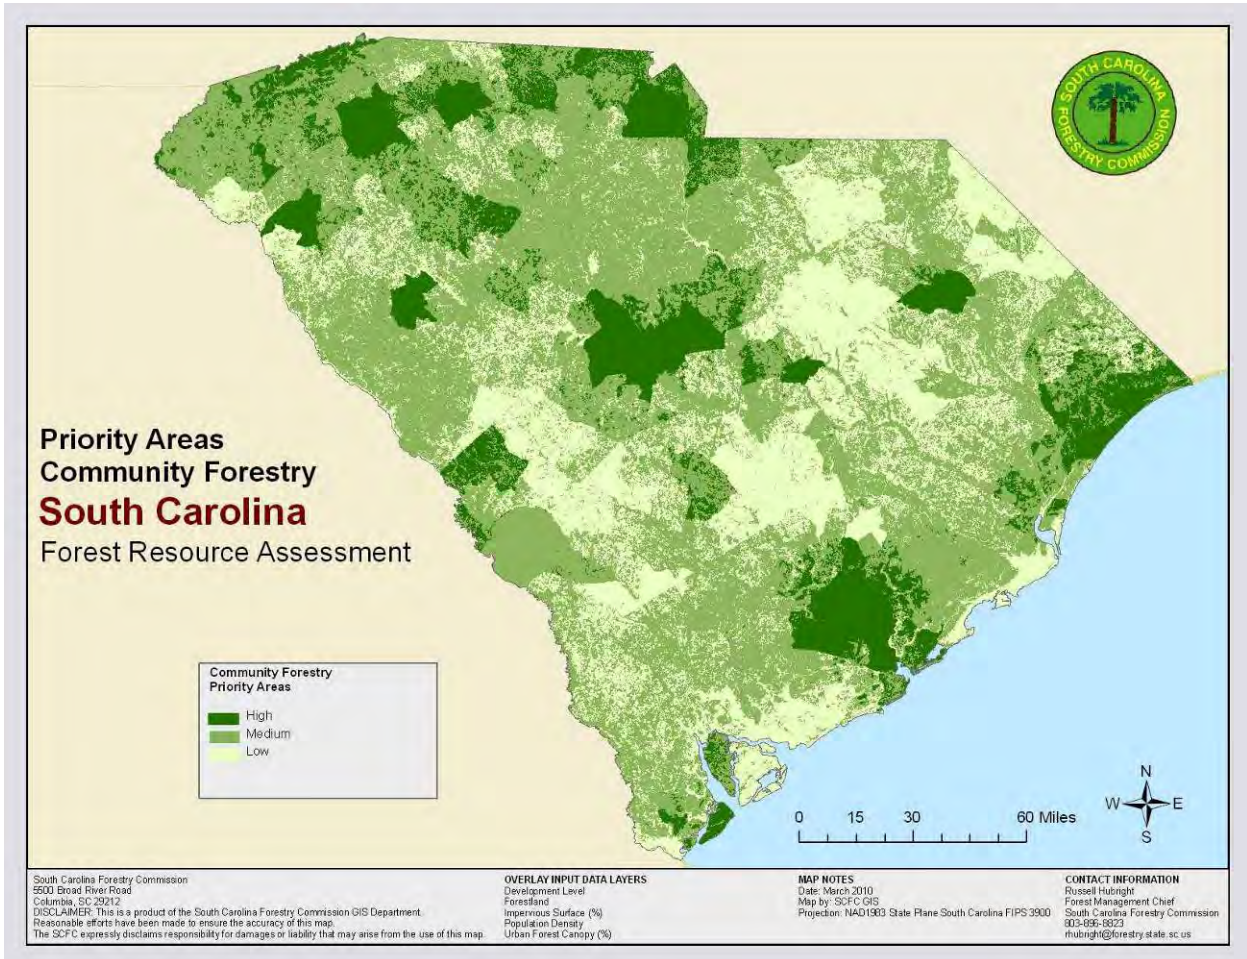 SOUTH CAROLINA
FORESTRY COMMISSION
Priority Areas
Community Forestry
South Carolina
Forest Resource Assessment
Community Forestry
Priority Areas
High
Medium
Low
N
W E
S
0 15 30 60 Miles
South Carolina Forestry Commission
5500 Broad River Road
Columbia, SC 29212
DISCLAIMER: This is a product of the South Carolina Forestry Commission GIS Department.
Reasonable efforts have been made to ensure the accuracy of this map.
The SCFC expressly disclaims responsibility for damages or liability that may arise from the use of this map.
OVERLAY INPUT DATA LAYERS
Development Level
Forestland
Impervious Surface (%)
Population Density
Urban Forest Canopy (%)
MAP NOTES
Date: March 2010
Map by: SCFC GIS
Projection: NAD1983 State Plane South Carolina FIPS 3900
CONTACT INFORMATION
Russell Hubright
Forest Management Chief
South Carolina Forestry Commission
803-896-8823
rhubright@forestry.state.sc.us